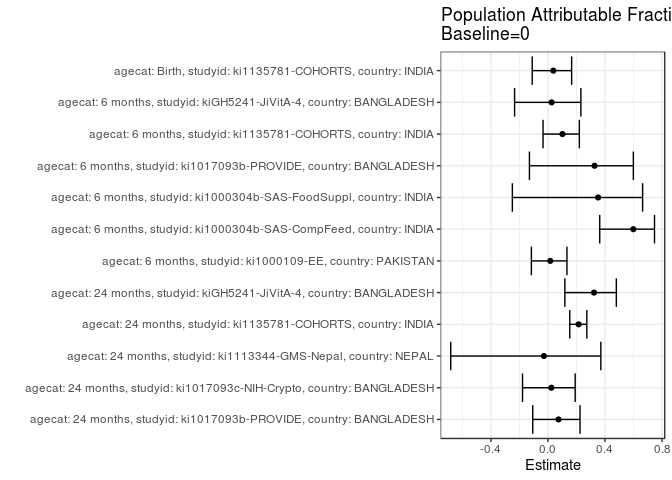 Population Attributable Fracti
Baseline=0
agecat: Birth, studyid: ki1135781-COHORTS, country: INDIA
agecat: 6 months, studyid: kiGH5241-JiVitA-4, country: BANGLADESH
agecat: 6 months, studyid: ki1135781-COHORTS, country: INDIA
agecat: 6 months, studyid: ki1017093b-PROVIDE, country: BANGLADESH
agecat: 6 months, studyid: ki1000304b-SAS-FoodSuppl, country: INDIA
agecat: 6 months, studyid: ki1000304b-SAS-CompFeed, country: INDIA
agecat: 6 months, studyid: ki1000109-EE, country: PAKISTAN
agecat: 24 months, studyid: kiGH5241-JiVitA-4, country: BANGLADESH
agecat: 24 months, studyid: ki1135781-COHORTS, country: INDIA
agecat: 24 months, studyid: ki1113344-GMS-Nepal, country: NEPAL
agecat: 24 months, studyid: ki1017093c-NIH-Crypto, country: BANGLADESH
agecat: 24 months, studyid: ki1017093b-PROVIDE, country: BANGLADESH
-0.4 0.0 0.4 0.8
Estimate